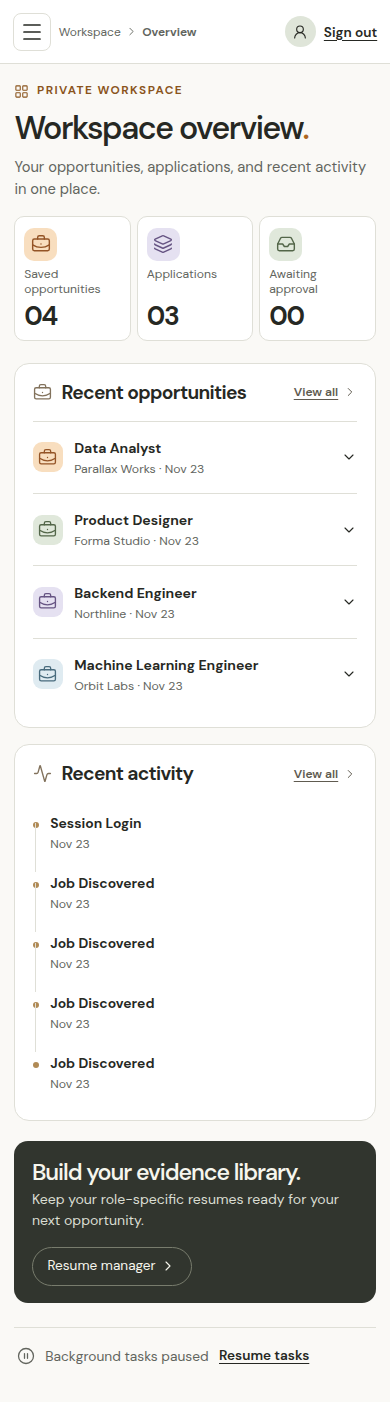 Workspace > Overview
Sign out
PRIVATE WORKSPACE
Workspace overview.
Your opportunities, applications, and recent activity
in one place.
Saved
opportunities
04
Applications
03
Awaiting
approval
00
Recent opportunities
View all
Data Analyst
Parallax Works · Nov 23
Product Designer
Forma Studio · Nov 23
Backend Engineer
Northline · Nov 23
Machine Learning Engineer
Orbit Labs · Nov 23
Recent activity
View all
Session Login
Nov 23
Job Discovered
Nov 23
Job Discovered
Nov 23
Job Discovered
Nov 23
Job Discovered
Nov 23
Build your evidence library.
Keep your role-specific resumes ready for your
next opportunity.
Resume manager
Background tasks paused
Resume tasks